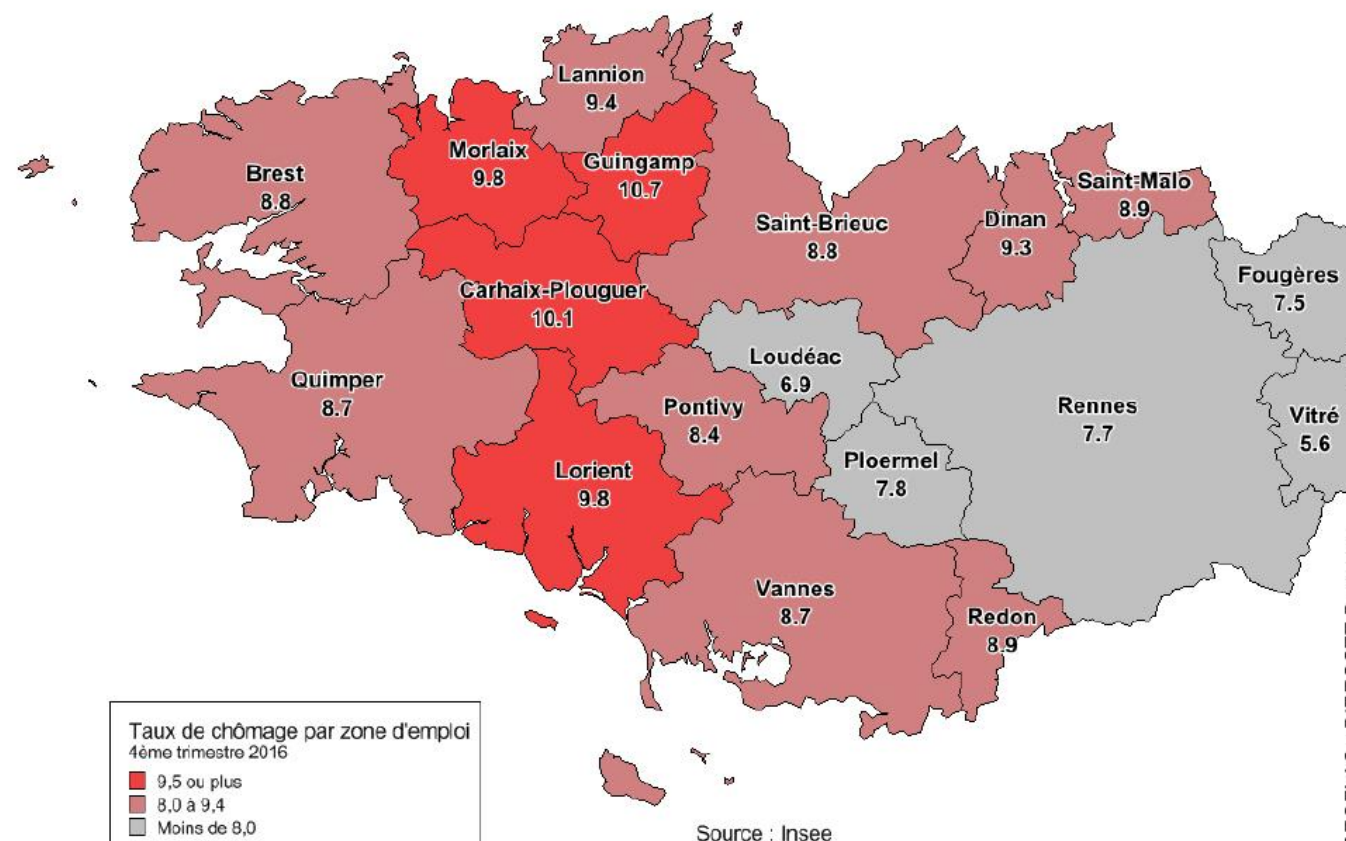 Lannion
9.4
Morlaix
9.8
Guingamp
10.7
Brest
8.8
Saint-Brieuc
8.8
Dinan
9.3
Saint-Malo
8.9
Fougères
7.5
Carhaix-Plouguer
10.1
Loudéac
6.9
Quimper
8.7
Pontivy
8.4
Rennes
7.7
Vitré
5.6
Ploermel
7.8
Lorient
9.8
Vannes
8.7
Redon
8.9
Taux de chômage par zone d'emploi
4ème trimestre 2016
9,5 ou plus
8,0 à 9,4
Moins de 8,0
Source : Insee